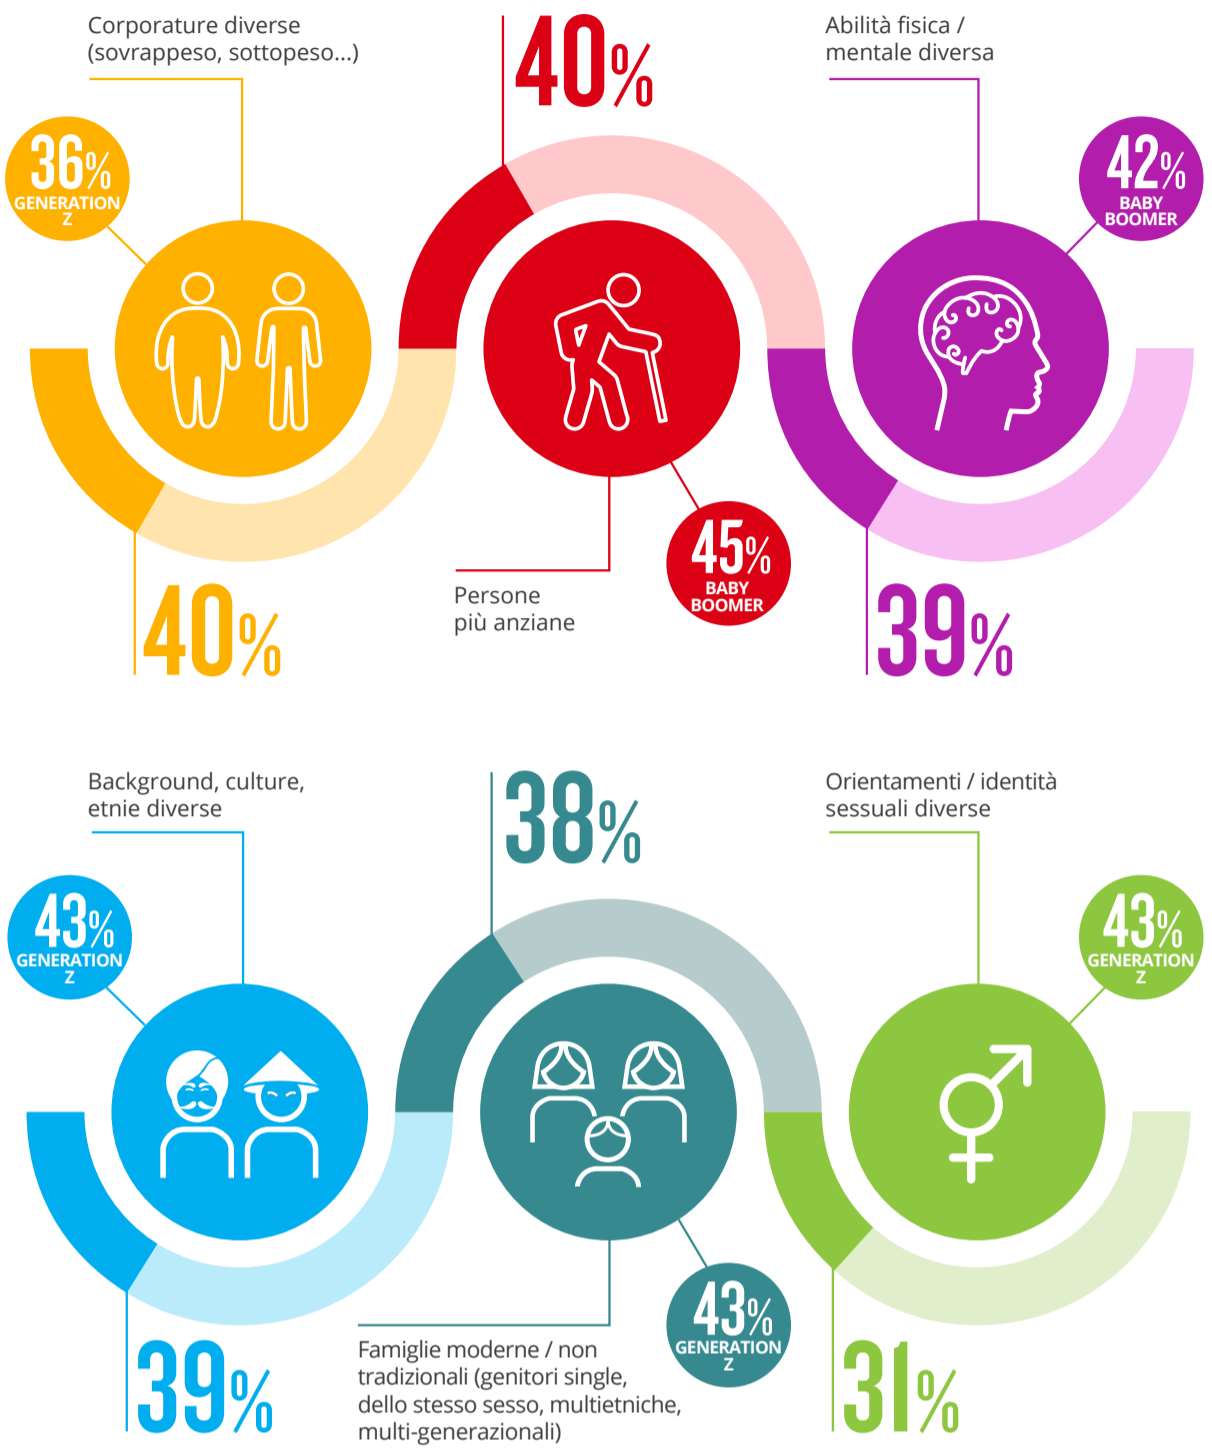 Corporature diverse
(sovrappeso, sottopeso...)
36%
GENERATION
Z
40%
40%
Persone
più anziane
45%
BABY
BOOMER
Abilità fisica /
mentale diversa
42%
BABY
BOOMER
39%
Background, culture,
etnie diverse
43%
GENERATION
Z
39%
38%
Famiglie moderne / non
tradizionali (genitori single,
dello stesso sesso, multietniche,
multi-generazionali)
43%
GENERATION
Z
Orientamenti / identità
sessuali diverse
43%
GENERATION
Z
31%